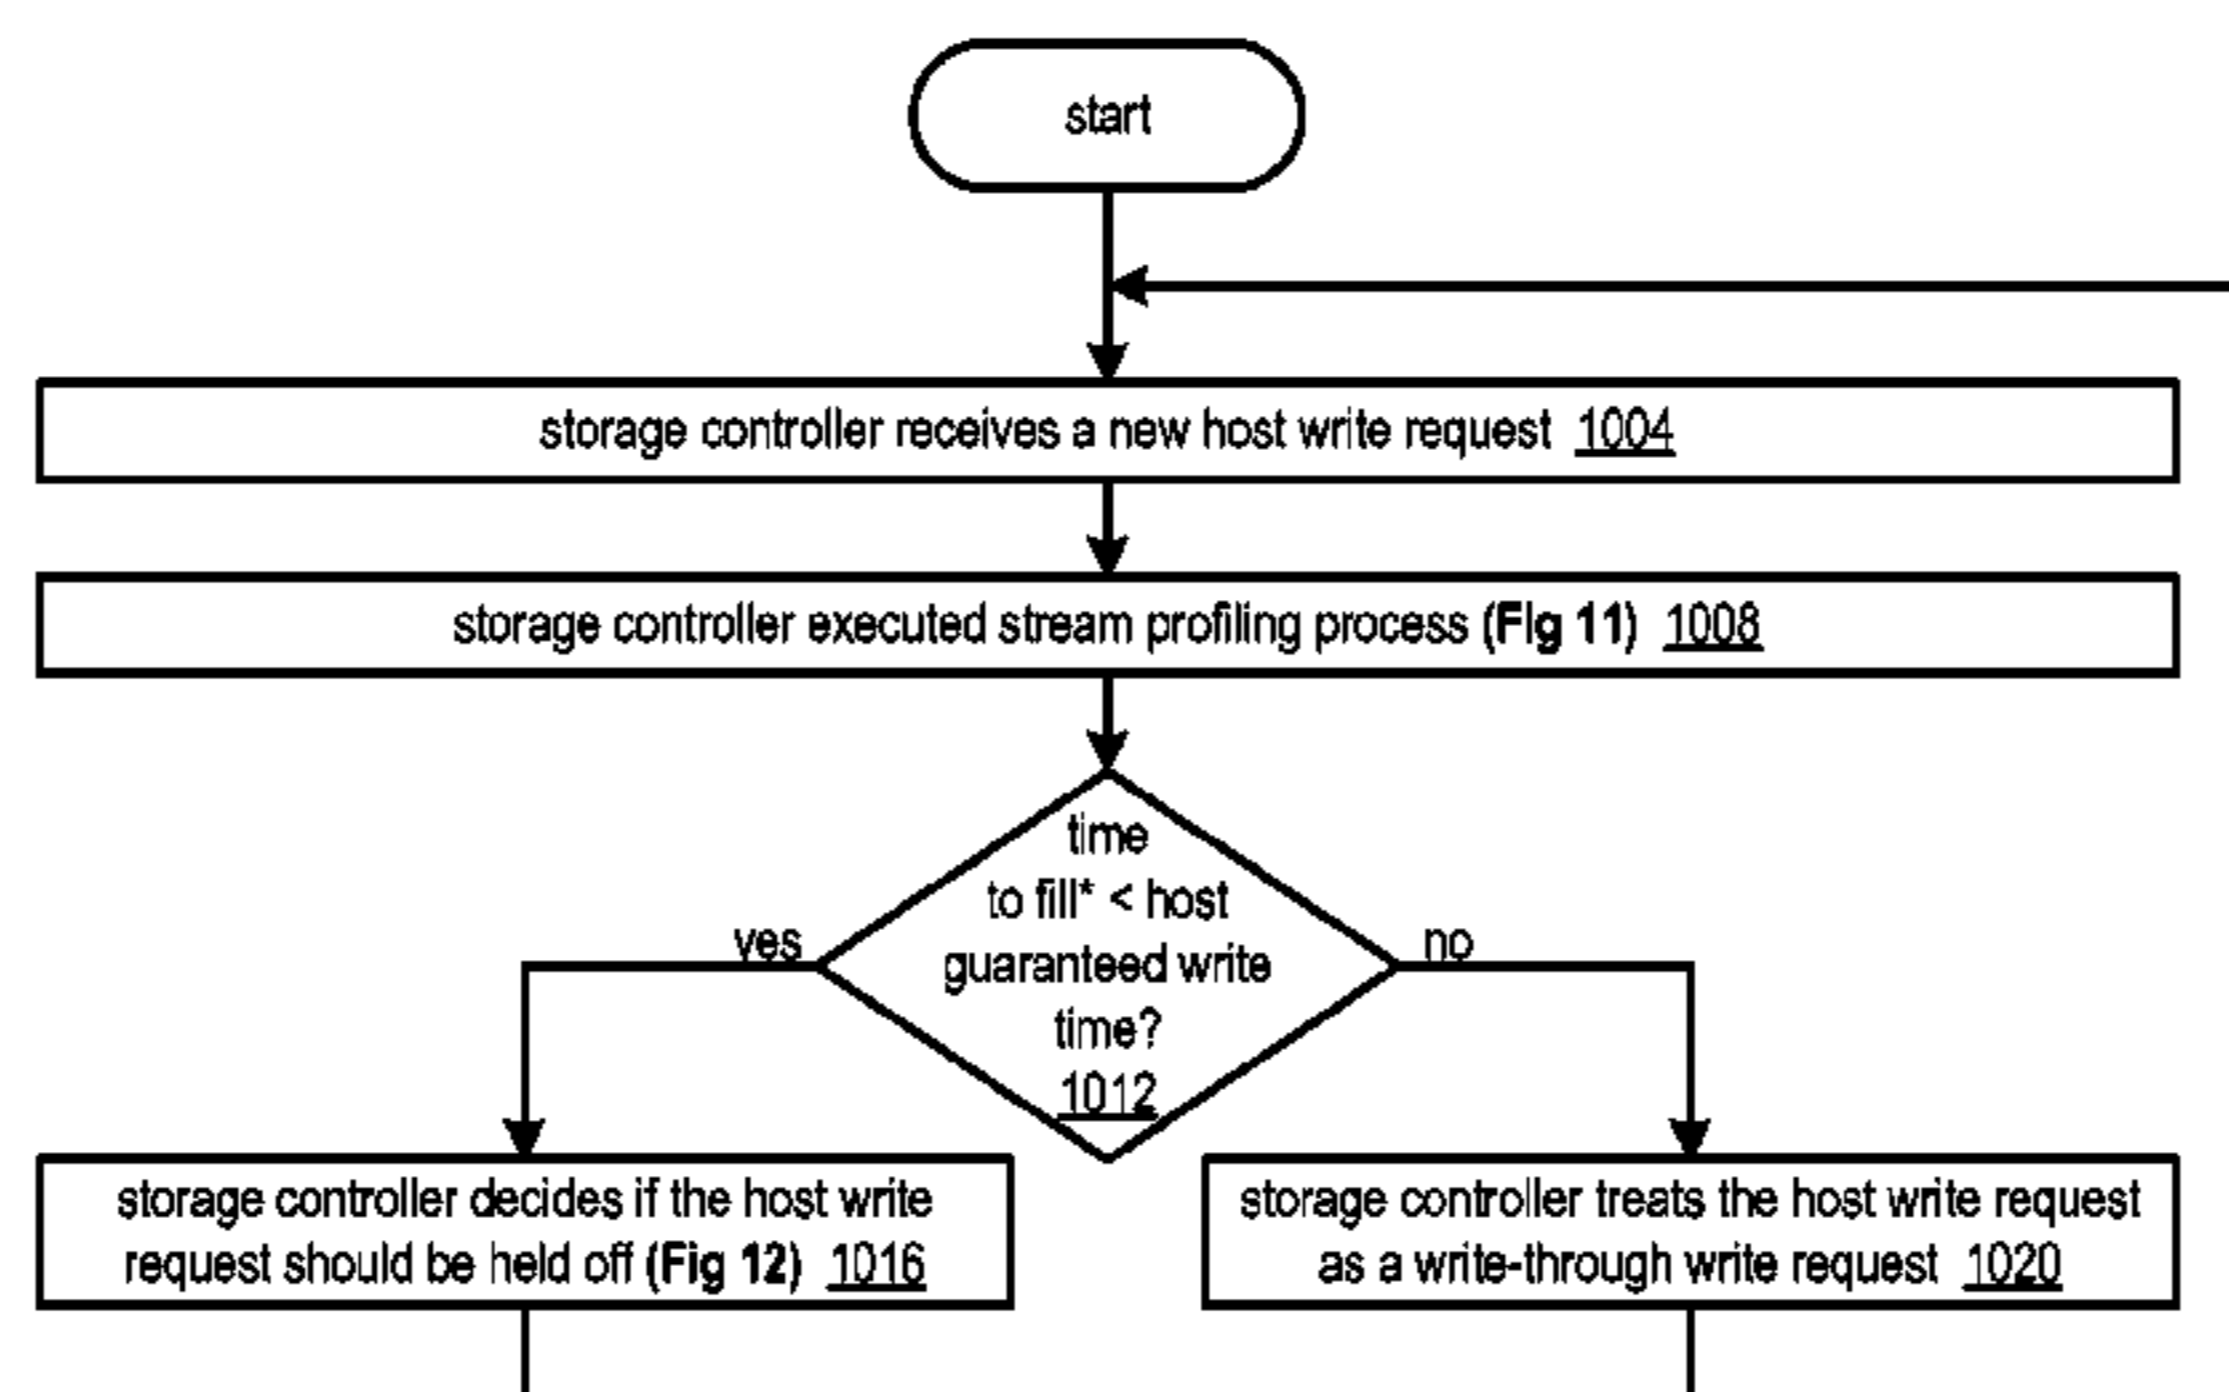 start
storage controller receives a new host write request 1004
storage controller executed stream profiling process (Fig 11) 1008
time
to fill* < host
guaranteed write
time?
1012
yes
no
storage controller decides if the host write
request should be held off (Fig 12) 1016
storage controller treats the host write request
as a write-through write request 1020